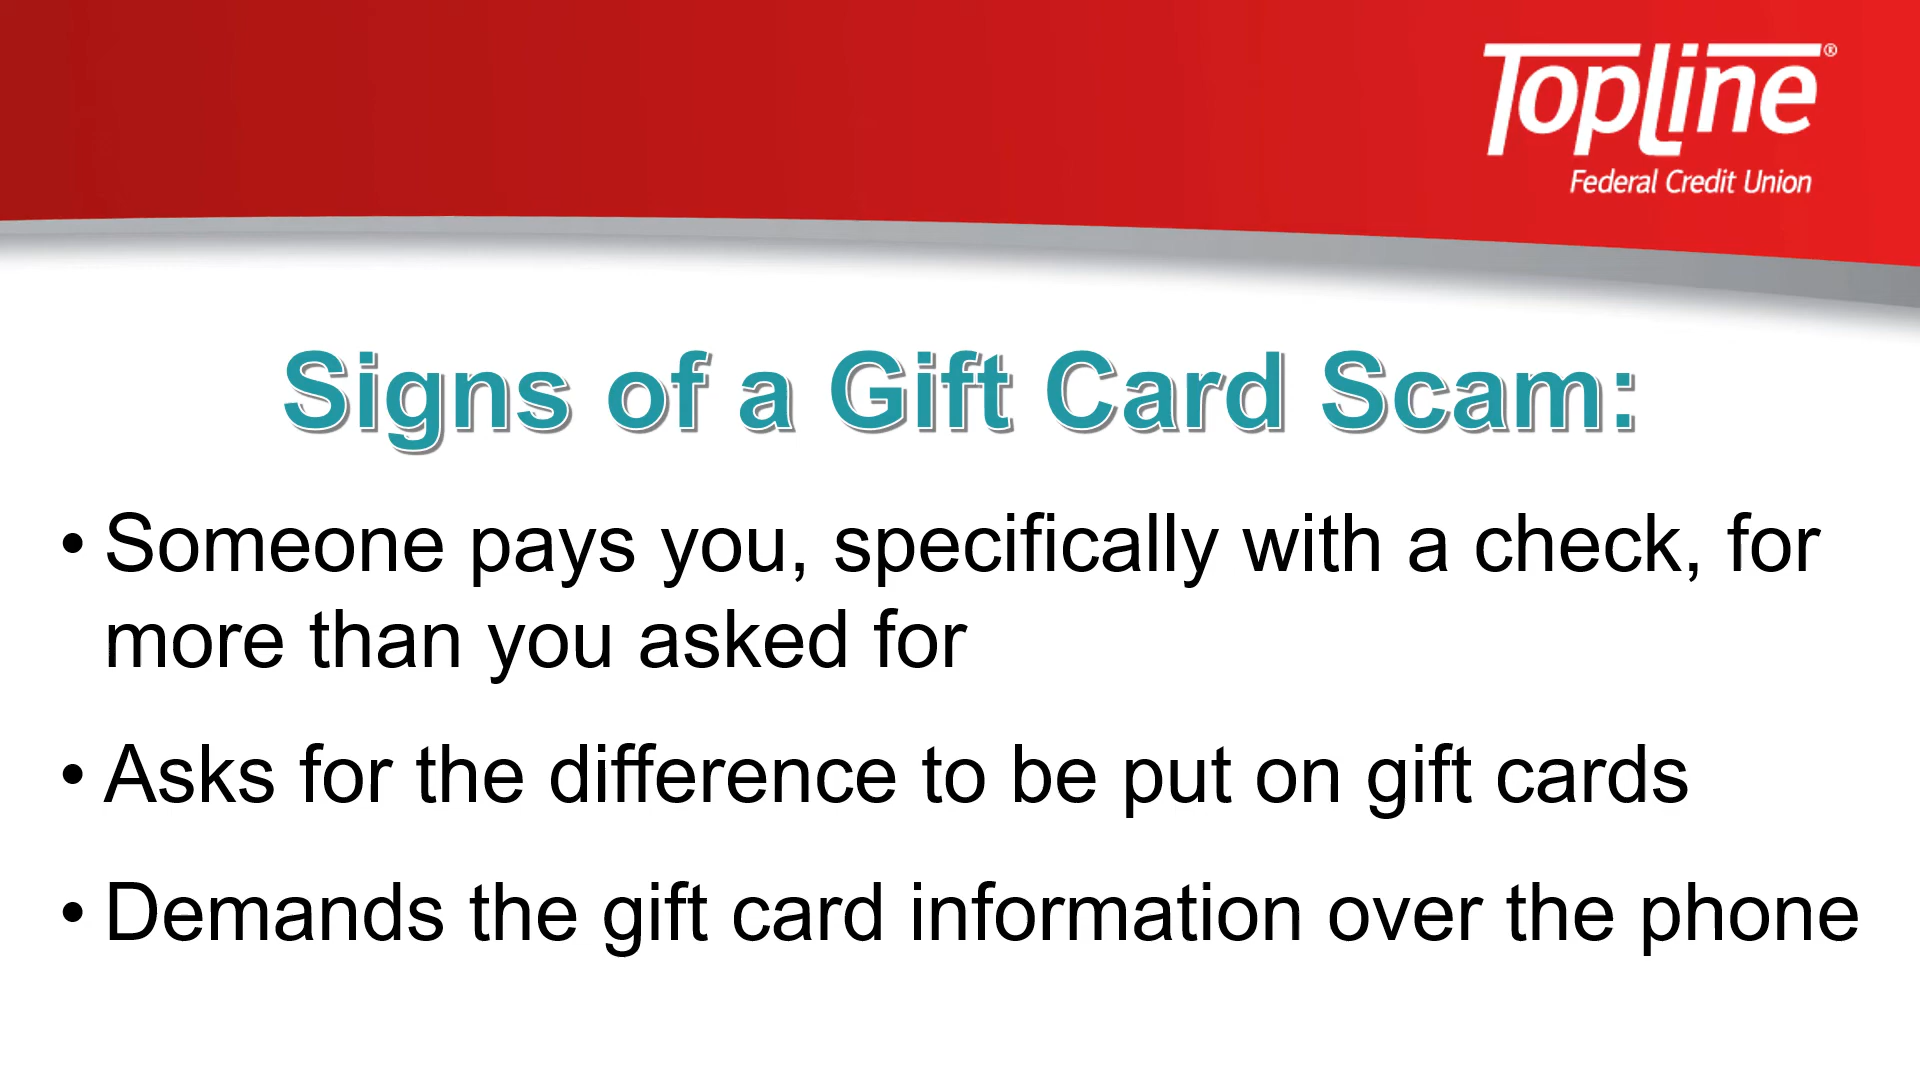 Topline®
Federal Credit Union
Signs of a Gift Card Scam:
• Someone pays you, specifically with a check, for
more than you asked for
• Asks for the difference to be put on gift cards
• Demands the gift card information over the phone